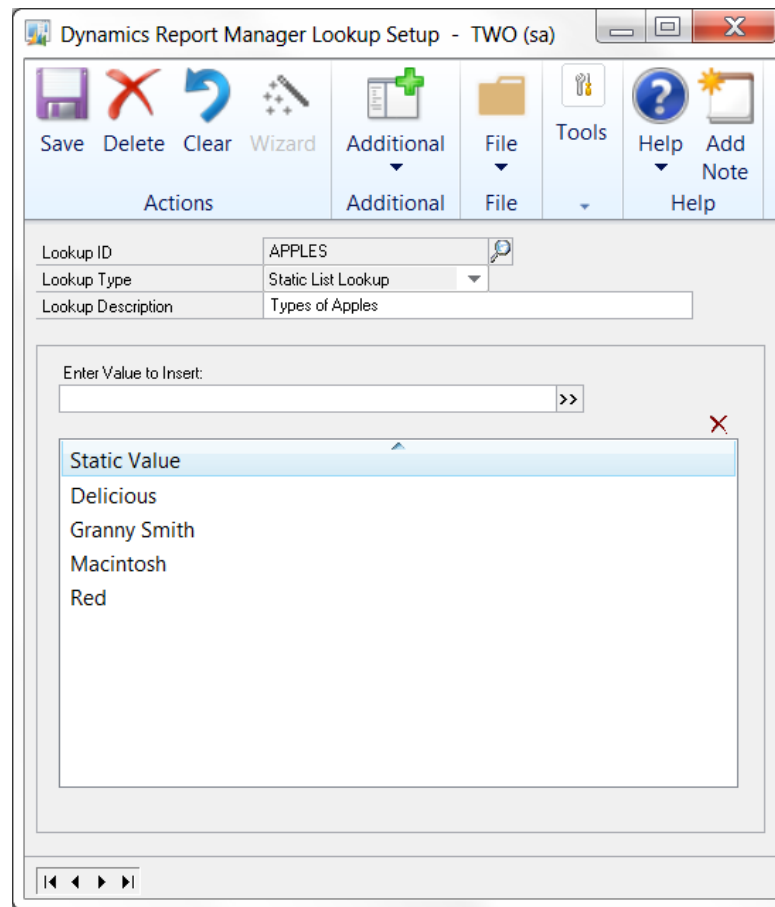 Dynamics Report Manager Lookup Setup - TWO (sa)
Save Delete Clear Wizard Additional File Tools Help Add Note
Actions Additional File Help
Lookup ID APPLES
Lookup Type Static List Lookup
Lookup Description Types of Apples
Enter Value to Insert:
>>
Static Value
Delicious
Granny Smith
Macintosh
Red